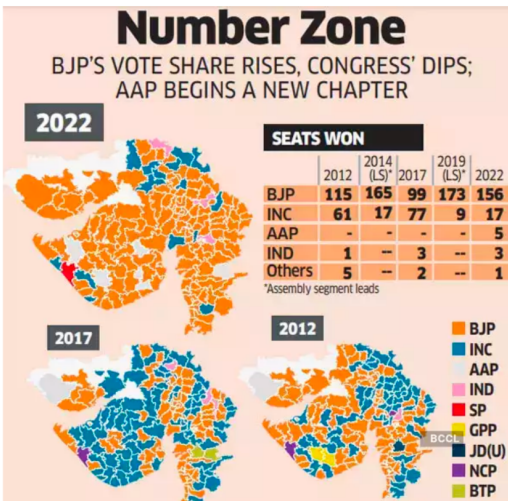 Number Zone
BJP'S VOTE SHARE RISES, CONGRESS' DIPS;
AAP BEGINS A NEW CHAPTER
2022
SEATS WON
2012 2014 (LS)* 2017 2019 (LS)* 2022
BJP 115 165 99 173 156
INC 61 17 77 9 17
AAP - - - - 5
IND 1 -- 3 -- 3
Others 5 -- 2 -- 1
*Assembly segment leads
2017
2012
BJP
INC
AAP
IND
SP
GPP
JD(U)
NCP
BTP
BCCL